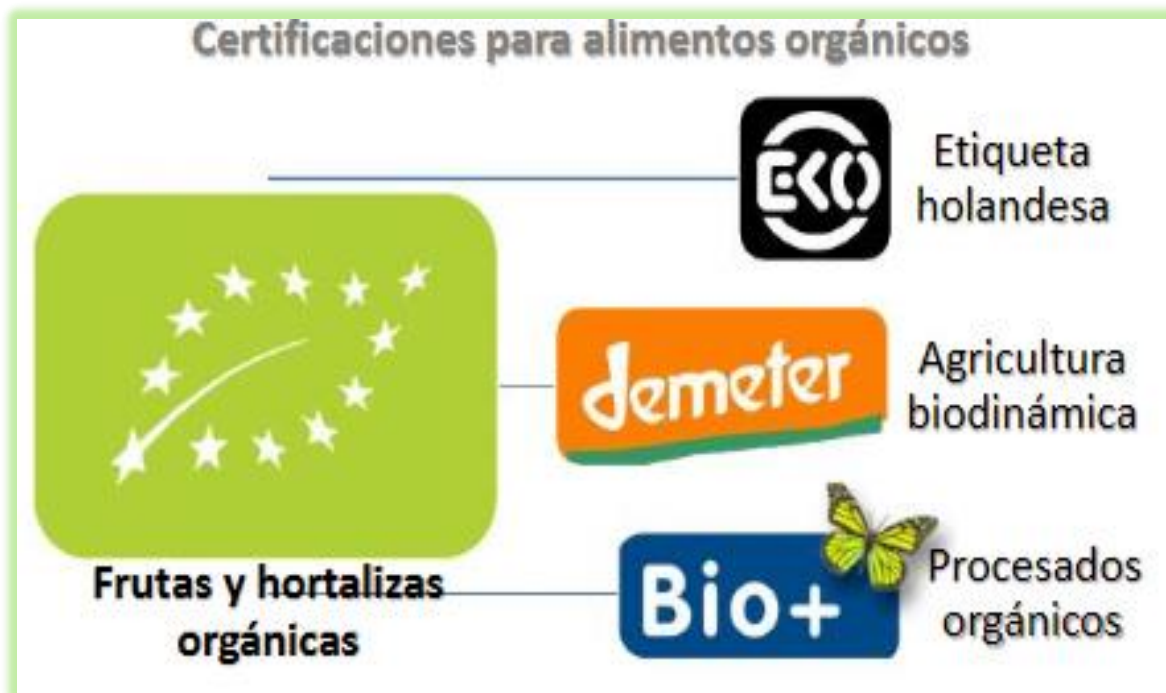 Certificaciones para alimentos orgánicos
EKO
Etiqueta
holandesa
demeter
Agricultura
biodinámica
Frutas y hortalizas
orgánicas
Bio+
Procesados
orgánicos